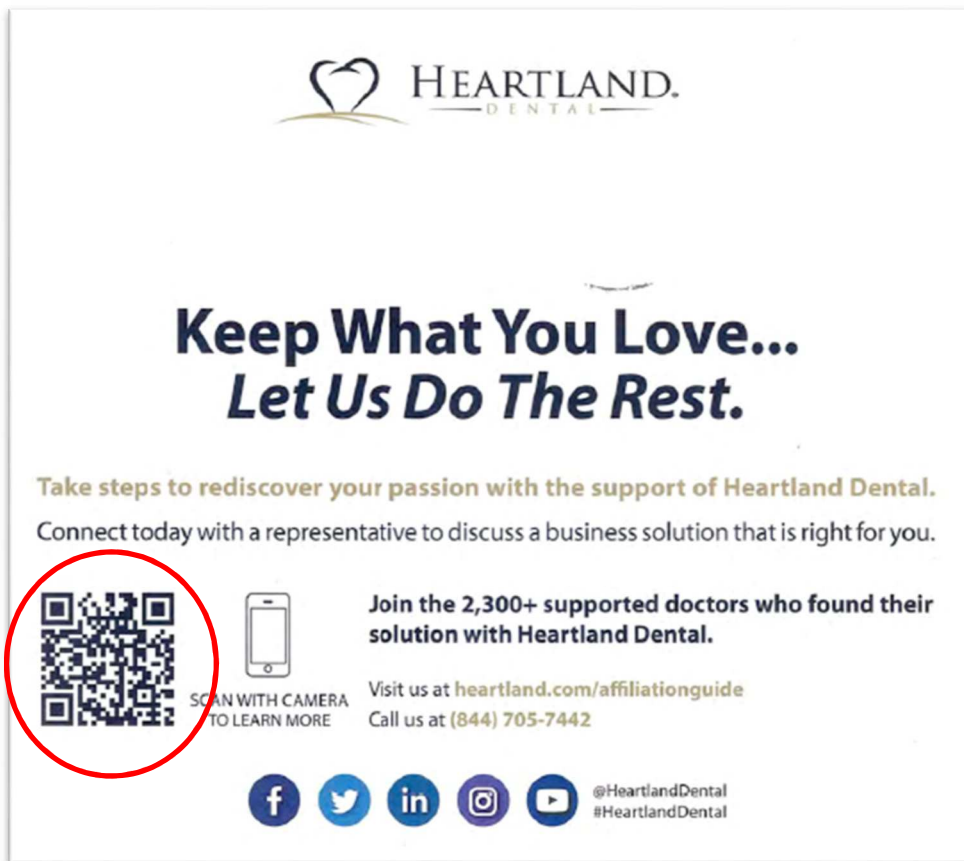 HEARTLAND.
DENTAL
Keep What You Love...
Let Us Do The Rest.
Take steps to rediscover your passion with the support of Heartland Dental.
Connect today with a representative to discuss a business solution that is right for you.
SCAN WITH CAMERA
TO LEARN MORE
Join the 2,300+ supported doctors who found their
solution with Heartland Dental.
Visit us at heartland.com/affiliationguide
Call us at (844) 705-7442
@HeartlandDental
#HeartlandDental